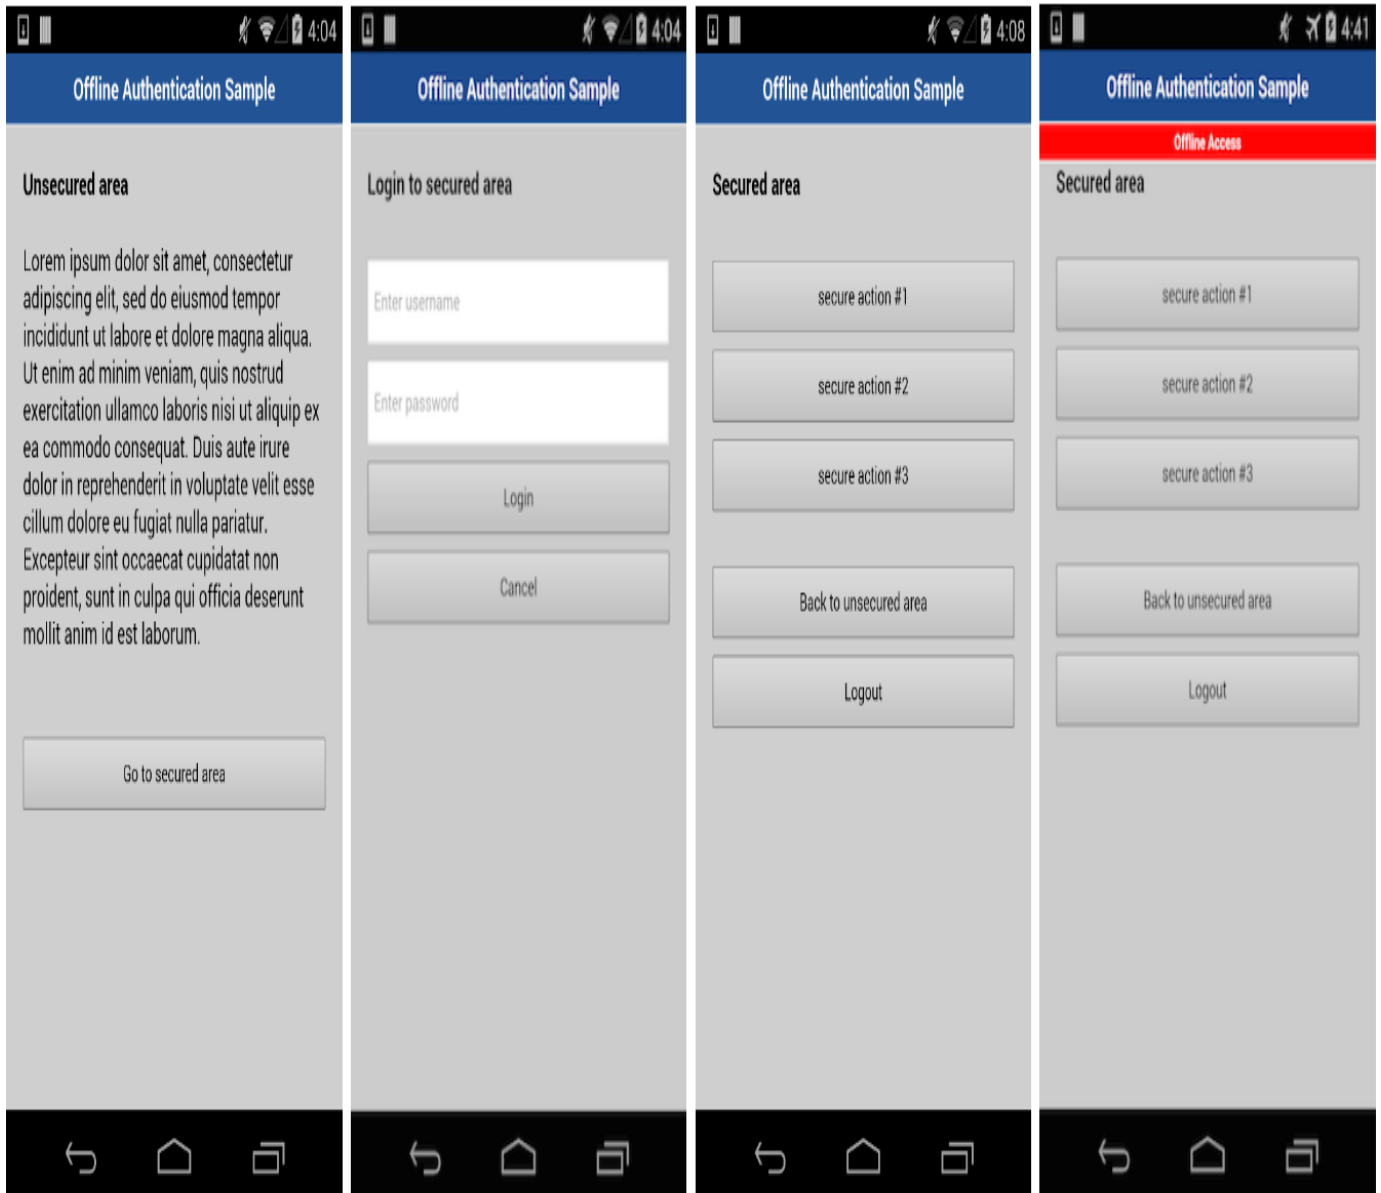 4:04
Offline Authentication Sample
Unsecured area
Lorem ipsum dolor sit amet, consectetur
adipiscing elit, sed do eiusmod tempor
incididunt ut labore et dolore magna aliqua.
Ut enim ad minim veniam, quis nostrud
exercitation ullamco laboris nisi ut aliquip ex
ea commodo consequat. Duis aute irure
dolor in reprehenderit in voluptate velit esse
cillum dolore eu fugiat nulla pariatur.
Excepteur sint occaecat cupidatat non
proident, sunt in culpa qui officia deserunt
mollit anim id est laborum.
Go to secured area
4:04
Offline Authentication Sample
Login to secured area
Enter username
Enter password
Login
Cancel
4:08
Offline Authentication Sample
Secured area
secure action #1
secure action #2
secure action #3
Back to unsecured area
Logout
4:41
Offline Authentication Sample
Offline Access
Secured area
secure action #1
secure action #2
secure action #3
Back to unsecured area
Logout